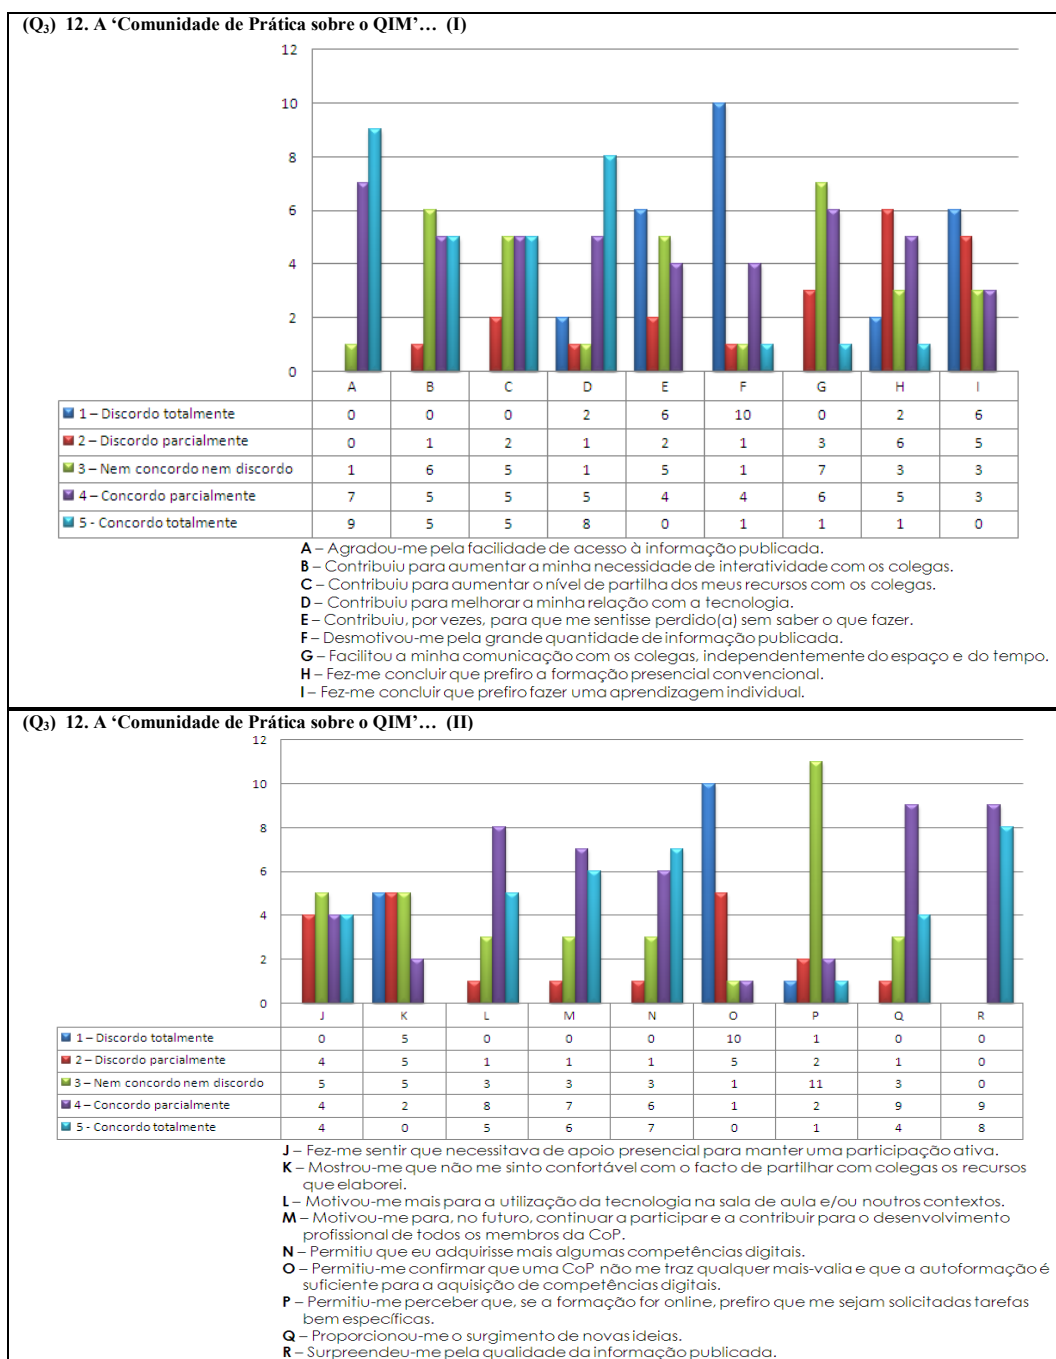 (Q3) 12. A ‘Comunidade de Prática sobre o QIM’… (I)
12
10
8
6
4
2
0
A B C D E F G H I
1 – Discordo totalmente 0 0 0 2 6 10 0 2 6
2 – Discordo parcialmente 0 1 2 1 2 1 3 6 5
3 – Nem concordo nem discordo 1 6 5 1 5 1 7 3 3
4 – Concordo parcialmente 7 5 5 5 4 4 6 5 3
5 - Concordo totalmente 9 5 5 8 0 1 1 1 0
A – Agradou-me pela facilidade de acesso à informação publicada.
B – Contribuiu para aumentar a minha necessidade de interatividade com os colegas.
C – Contribuiu para aumentar o nível de partilha dos meus recursos com os colegas.
D – Contribuiu para melhorar a minha relação com a tecnologia.
E – Contribuiu, por vezes, para que me sentisse perdido(a) sem saber o que fazer.
F – Desmotivou-me pela grande quantidade de informação publicada.
G – Facilitou a minha comunicação com os colegas, independentemente do espaço e do tempo.
H – Fez-me concluir que prefiro a formação presencial convencional.
I – Fez-me concluir que prefiro fazer uma aprendizagem individual.
(Q3) 12. A ‘Comunidade de Prática sobre o QIM’… (II)
12
10
8
6
4
2
0
J K L M N O P Q R
1 – Discordo totalmente 0 5 0 0 0 10 1 0 0
2 – Discordo parcialmente 4 5 1 1 1 5 2 1 0
3 – Nem concordo nem discordo 5 5 3 3 3 1 11 3 0
4 – Concordo parcialmente 4 2 8 7 6 1 2 9 9
5 - Concordo totalmente 4 0 5 6 7 0 1 4 8
J – Fez-me sentir que necessitava de apoio presencial para manter uma participação ativa.
K – Mostrou-me que não me sinto confortável com o facto de partilhar com colegas os recursos
que elaborei.
L – Motivou-me mais para a utilização da tecnologia na sala de aula e/ou noutros contextos.
M – Motivou-me para, no futuro, continuar a participar e a contribuir para o desenvolvimento
profissional de todos os membros da CoP.
N – Permitiu que eu adquirisse mais algumas competências digitais.
O – Permitiu-me confirmar que uma CoP não me traz qualquer mais-valia e que a autoformação é
suficiente para a aquisição de competências digitais.
P – Permitiu-me perceber que, se a formação for online, prefiro que me sejam solicitadas tarefas
bem específicas.
Q – Proporcionou-me o surgimento de novas ideias.
R – Surpreendeu-me pela qualidade da informação publicada.